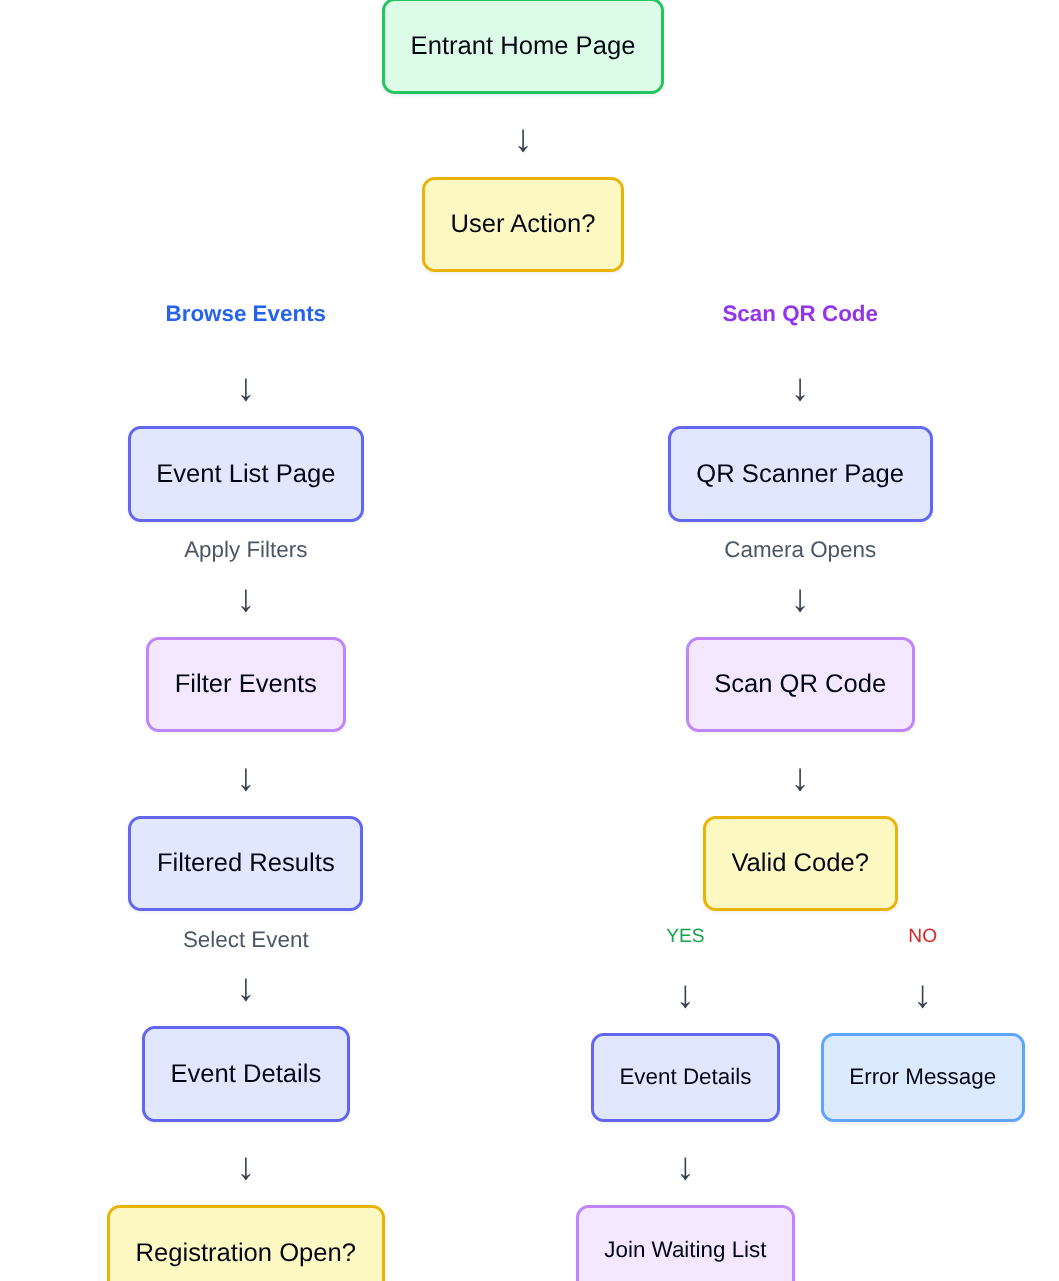 Entrant Home Page
↓
User Action?
Browse Events
Scan QR Code
↓
↓
Event List Page
QR Scanner Page
Apply Filters
Camera Opens
↓
↓
Filter Events
Scan QR Code
↓
↓
Filtered Results
Valid Code?
Select Event
YES
NO
↓
↓
↓
Event Details
Event Details
Error Message
↓
↓
Registration Open?
Join Waiting List